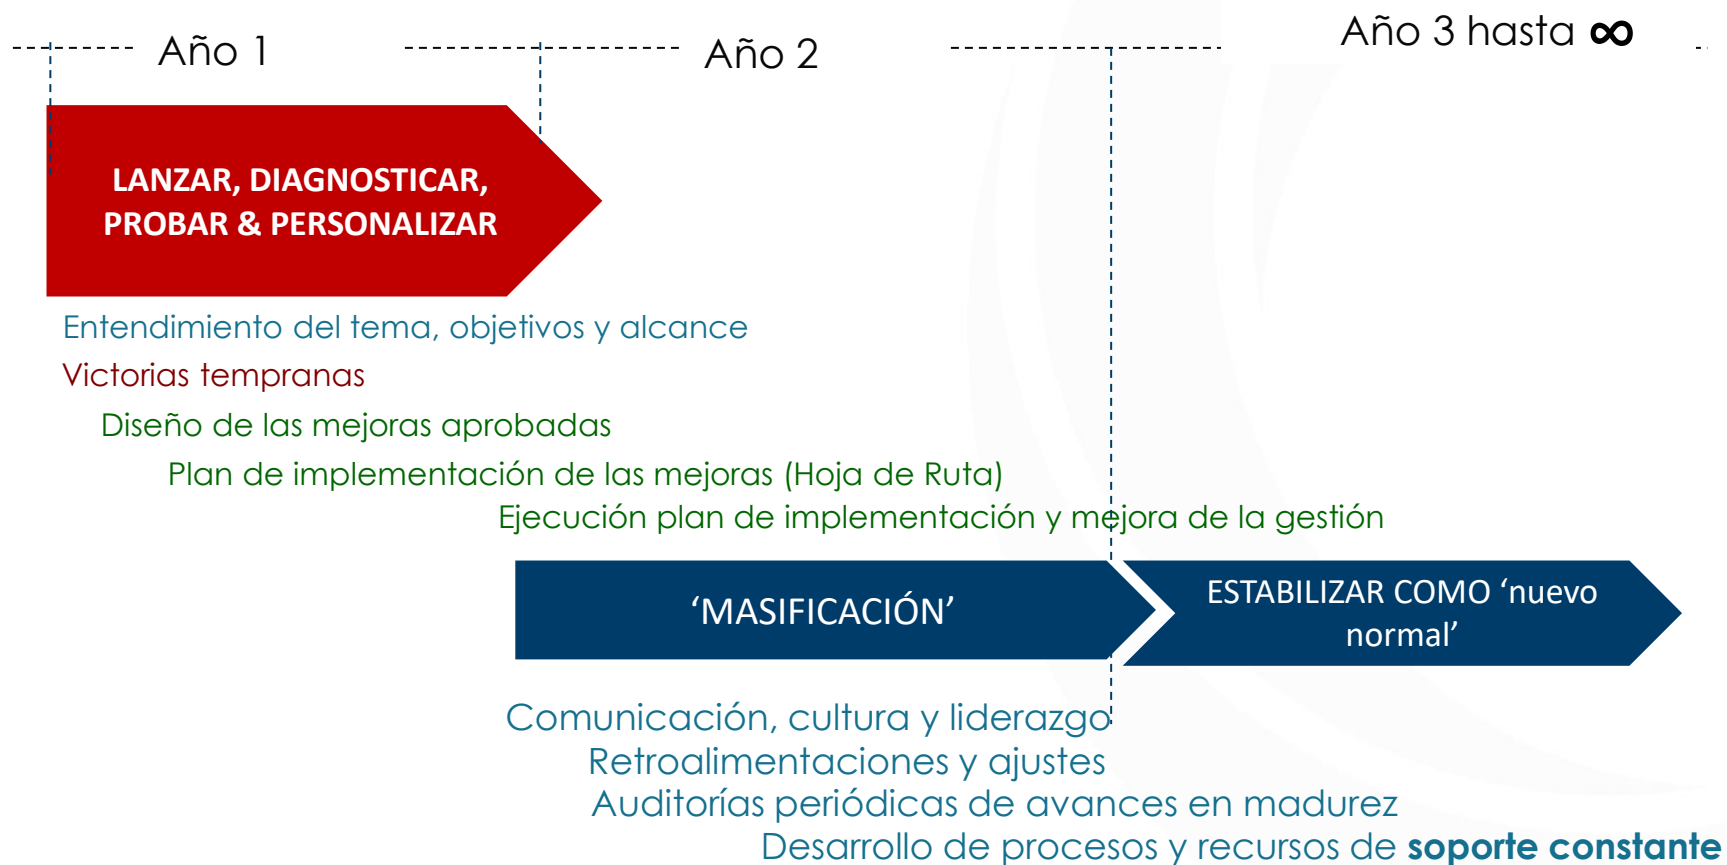 Año 1
Año 2
Año 3 hasta ∞
LANZAR, DIAGNOSTICAR,
PROBAR & PERSONALIZAR
Entendimiento del tema, objetivos y alcance
Victorias tempranas
Diseño de las mejoras aprobadas
Plan de implementación de las mejoras (Hoja de Ruta)
Ejecución plan de implementación y mejora de la gestión
‘MASIFICACIÓN’
ESTABILIZAR COMO ‘nuevo
normal’
Comunicación, cultura y liderazgo
Retroalimentaciones y ajustes
Auditorías periódicas de avances en madurez
Desarrollo de procesos y recursos de soporte constante